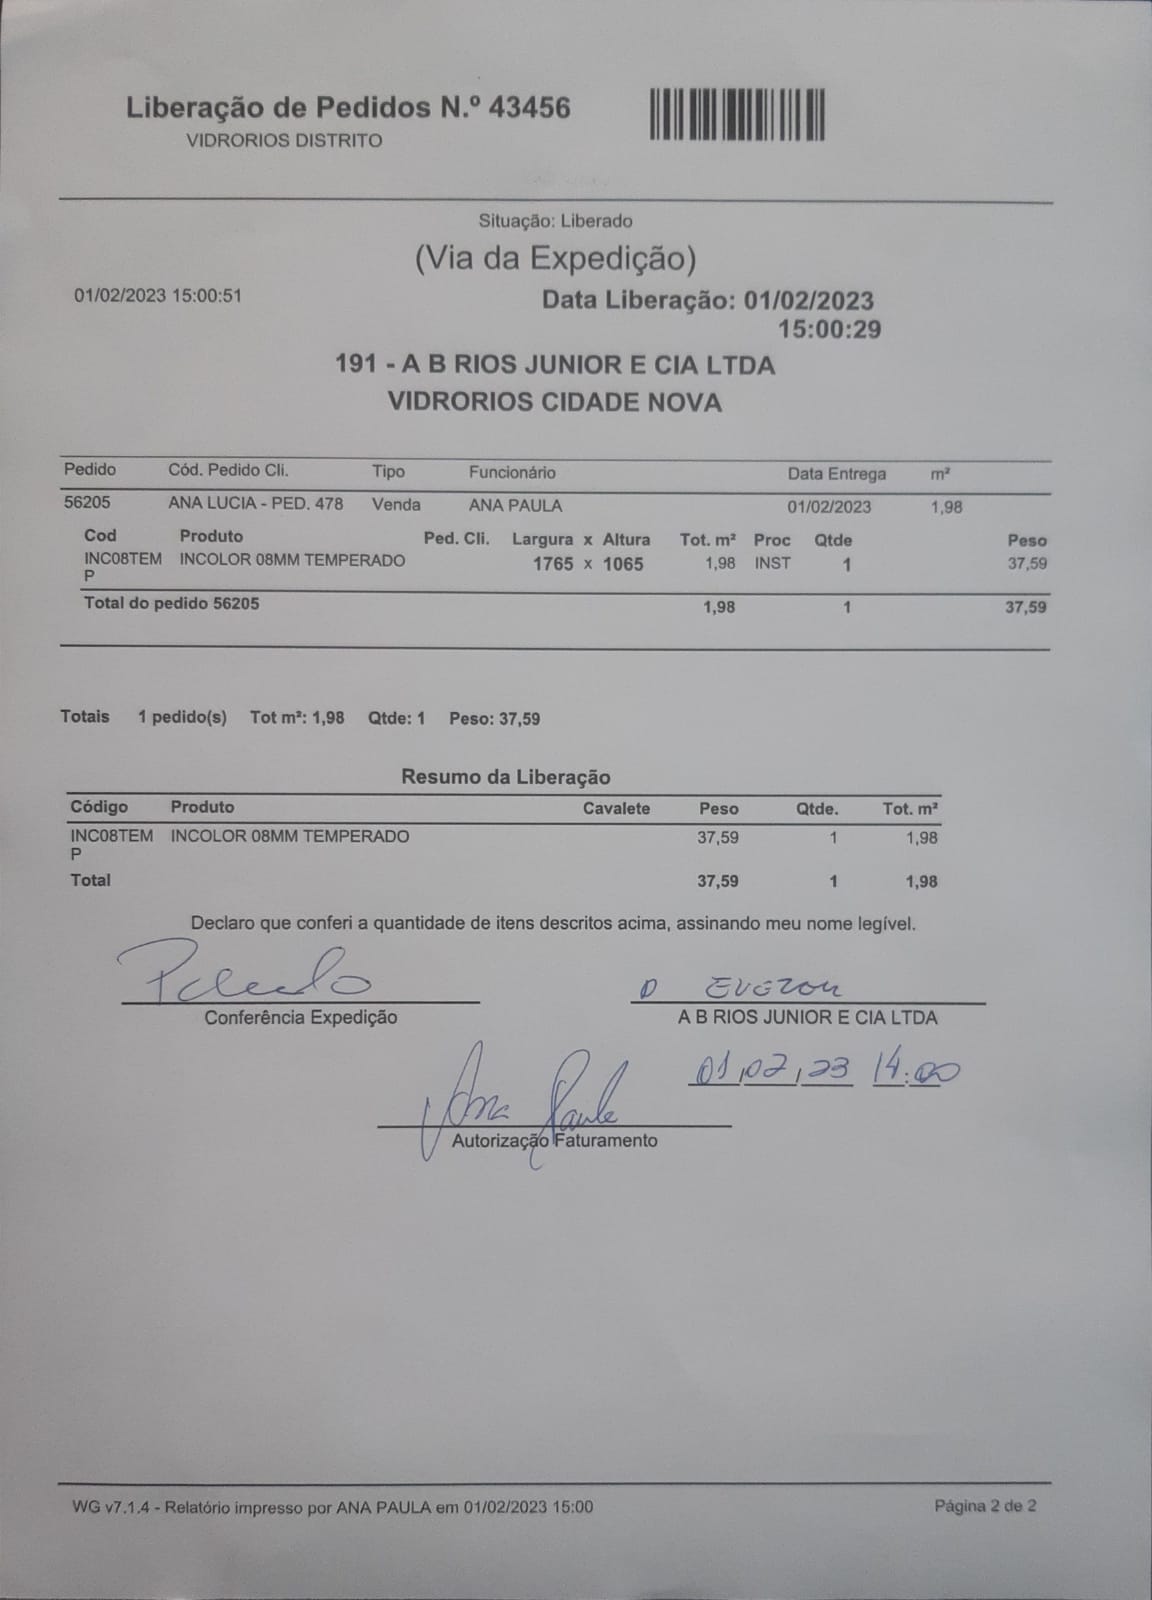 Liberação de Pedidos N.º 43456
VIDRORIOS DISTRITO
Situação: Liberado
(Via da Expedição)
01/02/2023 15:00:51
Data Liberação: 01/02/2023
15:00:29
191 - A B RIOS JUNIOR E CIA LTDA
VIDRORIOS CIDADE NOVA
Pedido Cód. Pedido Cli. Tipo Funcionário Data Entrega m²
56205 ANA LUCIA - PED. 478 Venda ANA PAULA 01/02/2023 1,98
Cod Produto Ped. Cli. Largura x Altura Tot. m² Proc Qtde Peso
INC08TEM INCOLOR 08MM TEMPERADO 1765 x 1065 1,98 INST 1 37,59
P
Total do pedido 56205 1,98 1 37,59
Totais 1 pedido(s) Tot m²: 1,98 Qtde: 1 Peso: 37,59
Resumo da Liberação
Código Produto Cavalete Peso Qtde. Tot. m²
INC08TEM INCOLOR 08MM TEMPERADO 37,59 1 1,98
P
Total 37,59 1 1,98
Declaro que conferi a quantidade de itens descritos acima, assinando meu nome legível.
Conferência Expedição
A B RIOS JUNIOR E CIA LTDA
01,02,23 14:00
Ana Paula
Autorização Faturamento
WG v7.1.4 - Relatório impresso por ANA PAULA em 01/02/2023 15:00 Página 2 de 2